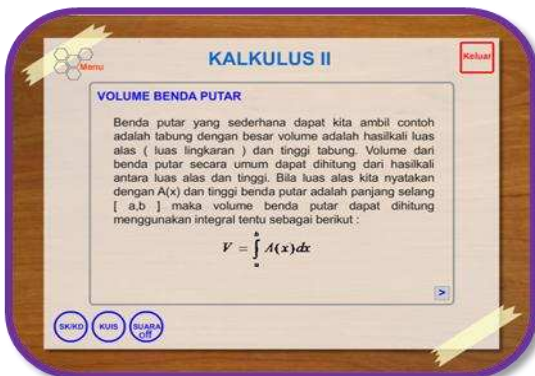 KALKULUS II
Menu
Keluar
VOLUME BENDA PUTAR
Benda putar yang sederhana dapat kita ambil contoh
adalah tabung dengan besar volume adalah hasilkali luas
alas ( luas lingkaran ) dan tinggi tabung. Volume dari
benda putar secara umum dapat dihitung dari hasilkali
antara luas alas dan tinggi. Bila luas alas kita nyatakan
dengan A(x) dan tinggi benda putar adalah panjang selang
[ a,b ] maka volume benda putar dapat dihitung
menggunakan integral tentu sebagai berikut :
V = ∫ₐᵇ A(x)dx
>
SK/KD
KUIS
SUARA
off